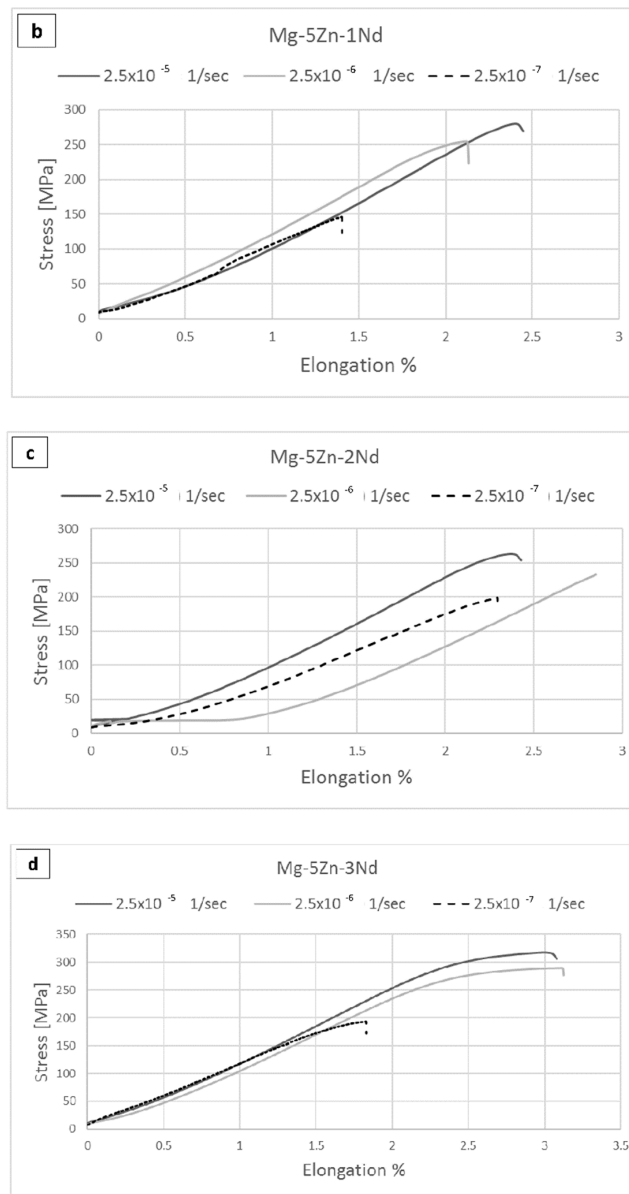 b
Mg-5Zn-1Nd
2.5x10 -5 1/sec 2.5x10 -6 1/sec 2.5x10 -7 1/sec
300
250
200
150
100
50
0
Stress [MPa]
0 0.5 1 1.5 2 2.5 3
Elongation %
c
Mg-5Zn-2Nd
2.5x10 -5 1/sec 2.5x10 -6 1/sec 2.5x10 -7 1/sec
300
250
200
150
100
50
0
Stress [MPa]
0 0.5 1 1.5 2 2.5 3
Elongation %
d
Mg-5Zn-3Nd
2.5x10 -5 1/sec 2.5x10 -6 1/sec 2.5x10 -7 1/sec
350
300
250
200
150
100
50
0
Stress [MPa]
0 0.5 1 1.5 2 2.5 3 3.5
Elongation %